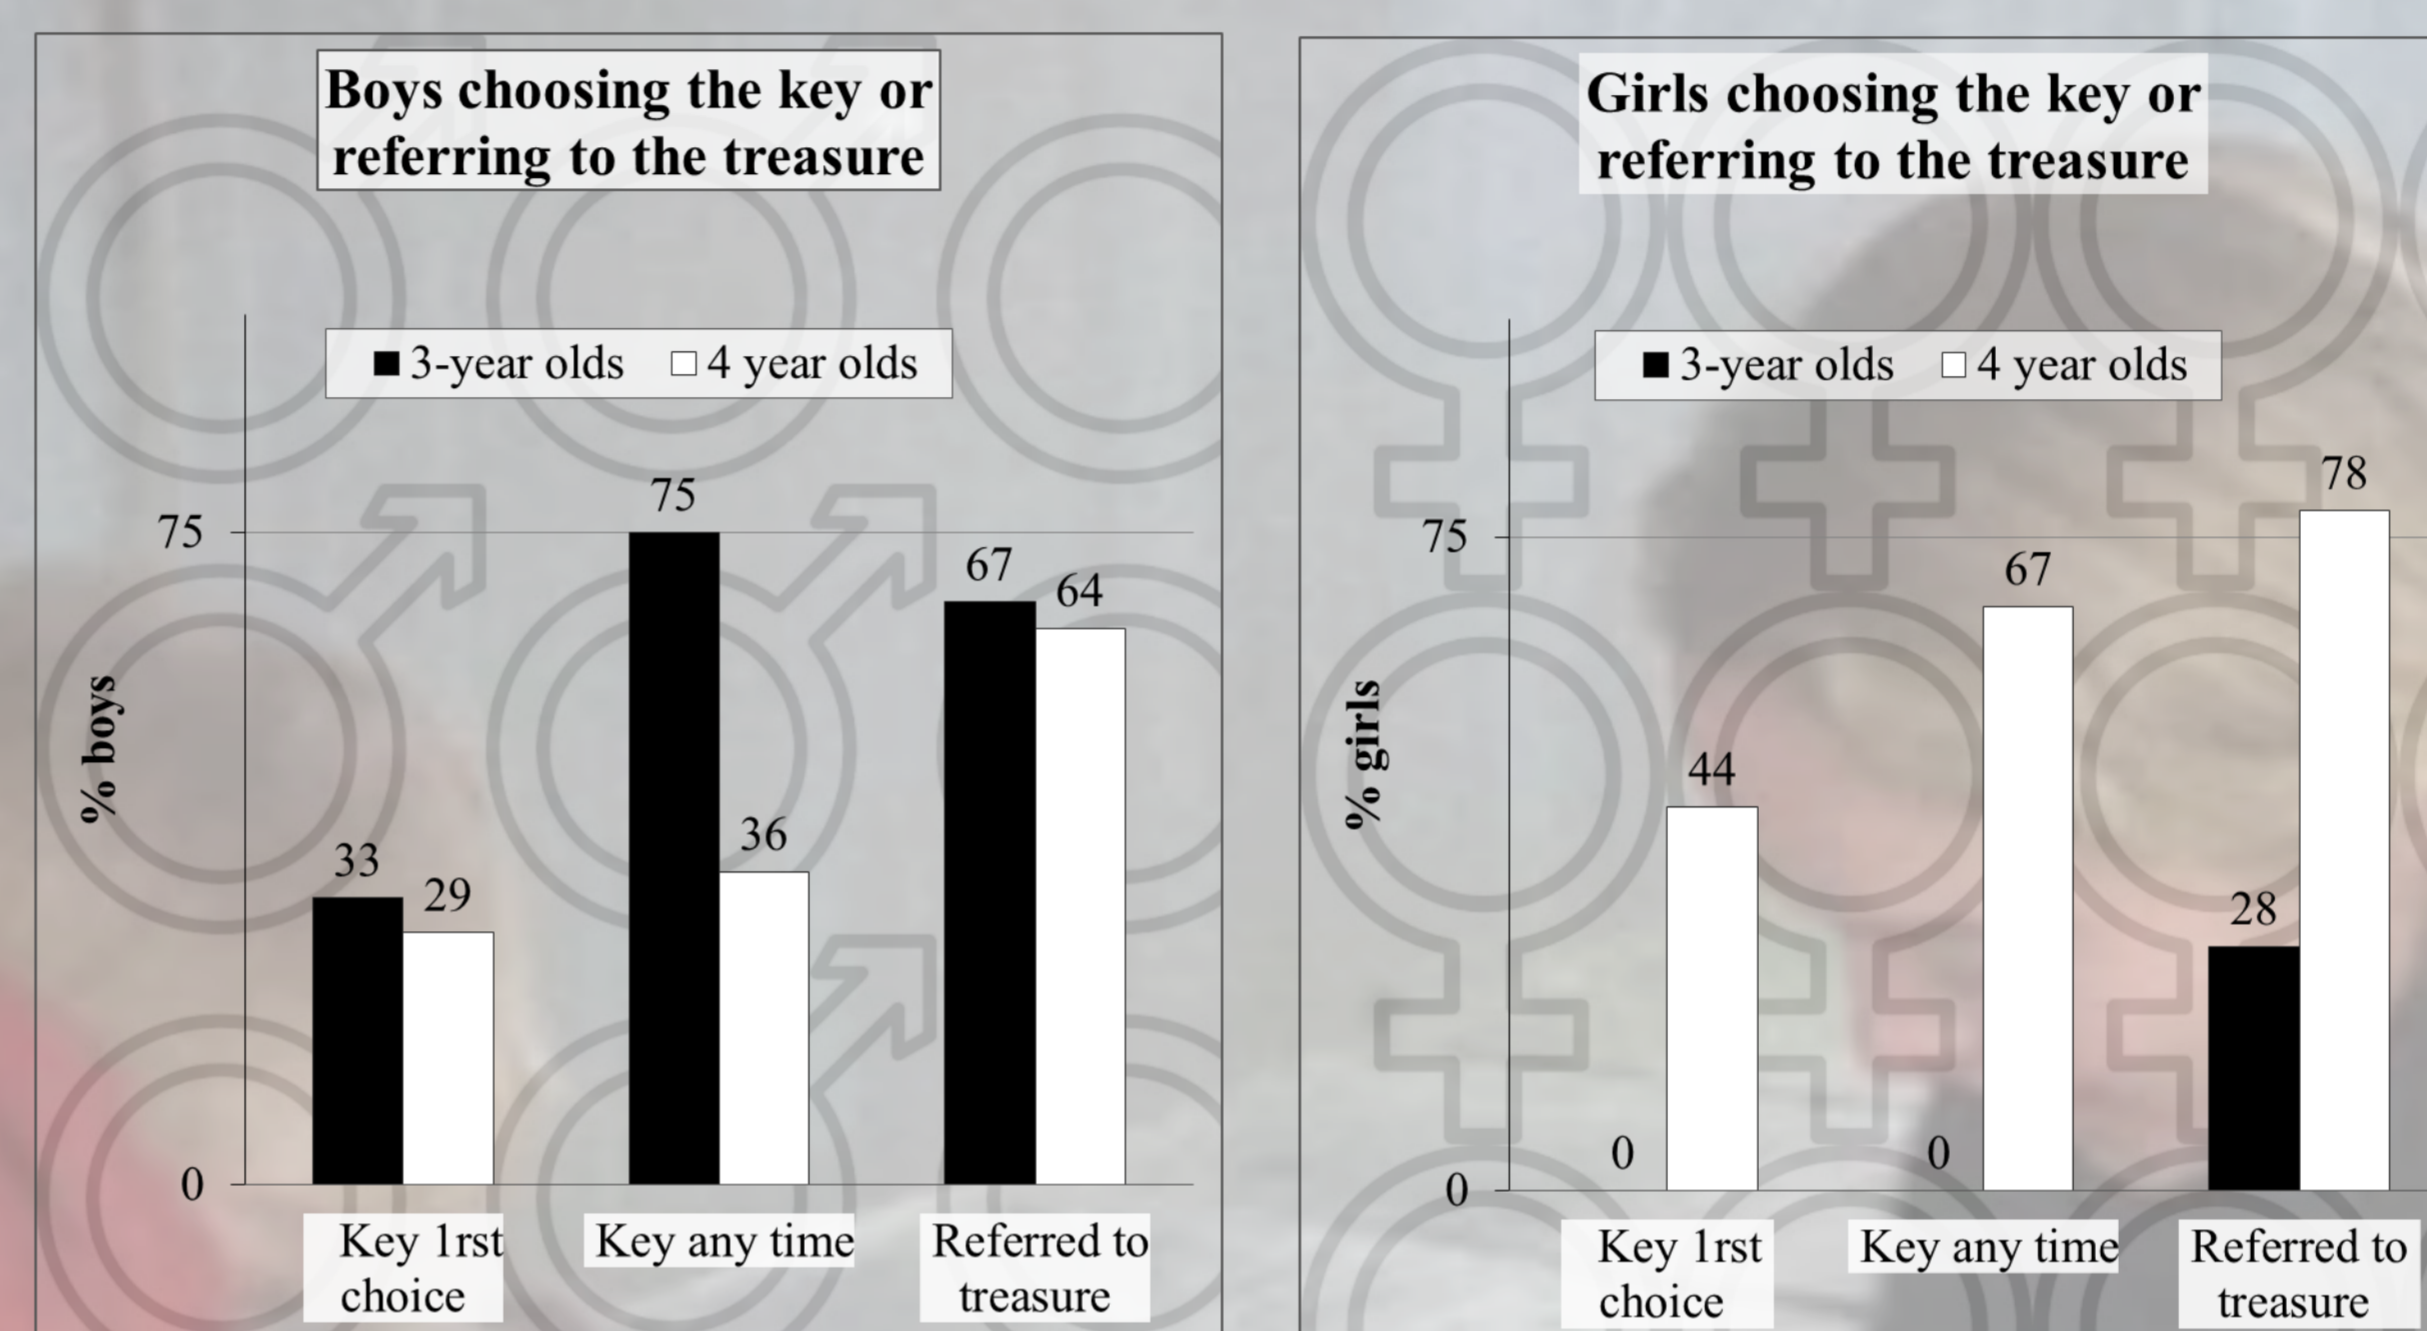 Boys choosing the key or
referring to the treasure
3-year olds 4 year olds
75
0
% boys
33
29
75
36
67
64
Key 1rst
choice
Key any time
Referred to
treasure
Girls choosing the key or
referring to the treasure
3-year olds 4 year olds
75
0
% girls
0
44
0
67
28
78
Key 1rst
choice
Key any time
Referred to
treasure